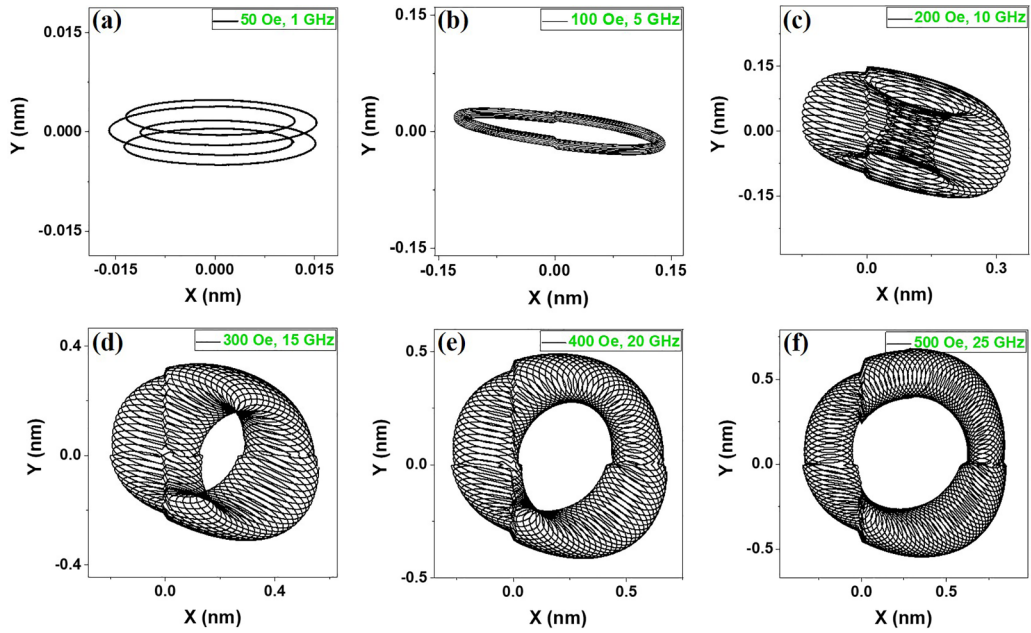 (a)
50 Oe, 1 GHz
0.015
0.000
-0.015
Y (nm)
-0.015 0.000 0.015
X (nm)
(b)
100 Oe, 5 GHz
0.15
0.00
-0.15
Y (nm)
-0.15 0.00 0.15
X (nm)
(c)
200 Oe, 10 GHz
0.15
0.00
-0.15
Y (nm)
0.0 0.3
X (nm)
(d)
300 Oe, 15 GHz
0.4
0.0
-0.4
Y (nm)
0.0 0.4
X (nm)
(e)
400 Oe, 20 GHz
0.5
0.0
-0.5
Y (nm)
0.0 0.5
X (nm)
(f)
500 Oe, 25 GHz
0.5
0.0
-0.5
Y (nm)
0.0 0.5
X (nm)